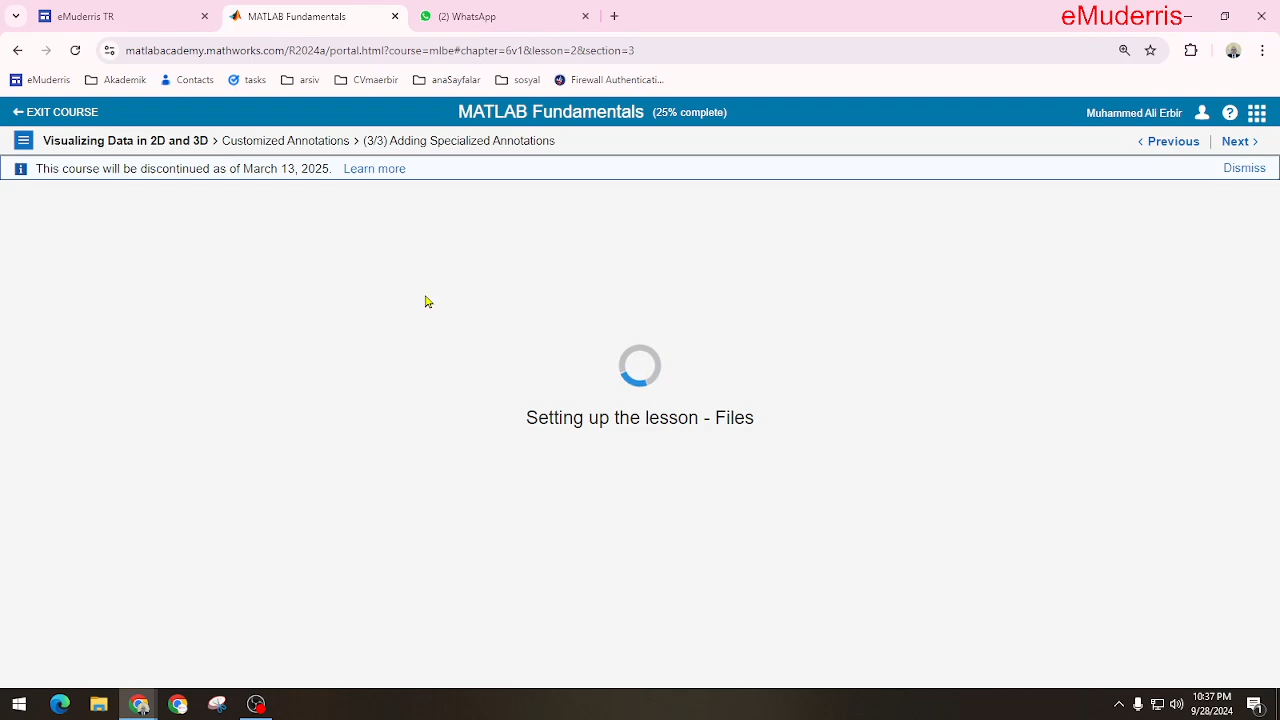 eMuderris TR
MATLAB Fundamentals
(2) WhatsApp
eMuderris
matlabacademy.mathworks.com/R2024a/portal.html?course=mlbe#chapter=6v1&lesson=2&section=3
eMuderris
Akademik
Contacts
tasks
arsiv
CVmaerbir
anaSayfalar
sosyal
Firewall Authenticati...
EXIT COURSE
MATLAB Fundamentals (25% complete)
Muhammed Ali Erbir
Visualizing Data in 2D and 3D > Customized Annotations > (3/3) Adding Specialized Annotations
< Previous | Next >
This course will be discontinued as of March 13, 2025. Learn more
Dismiss
Setting up the lesson - Files
10:37 PM
9/28/2024
1